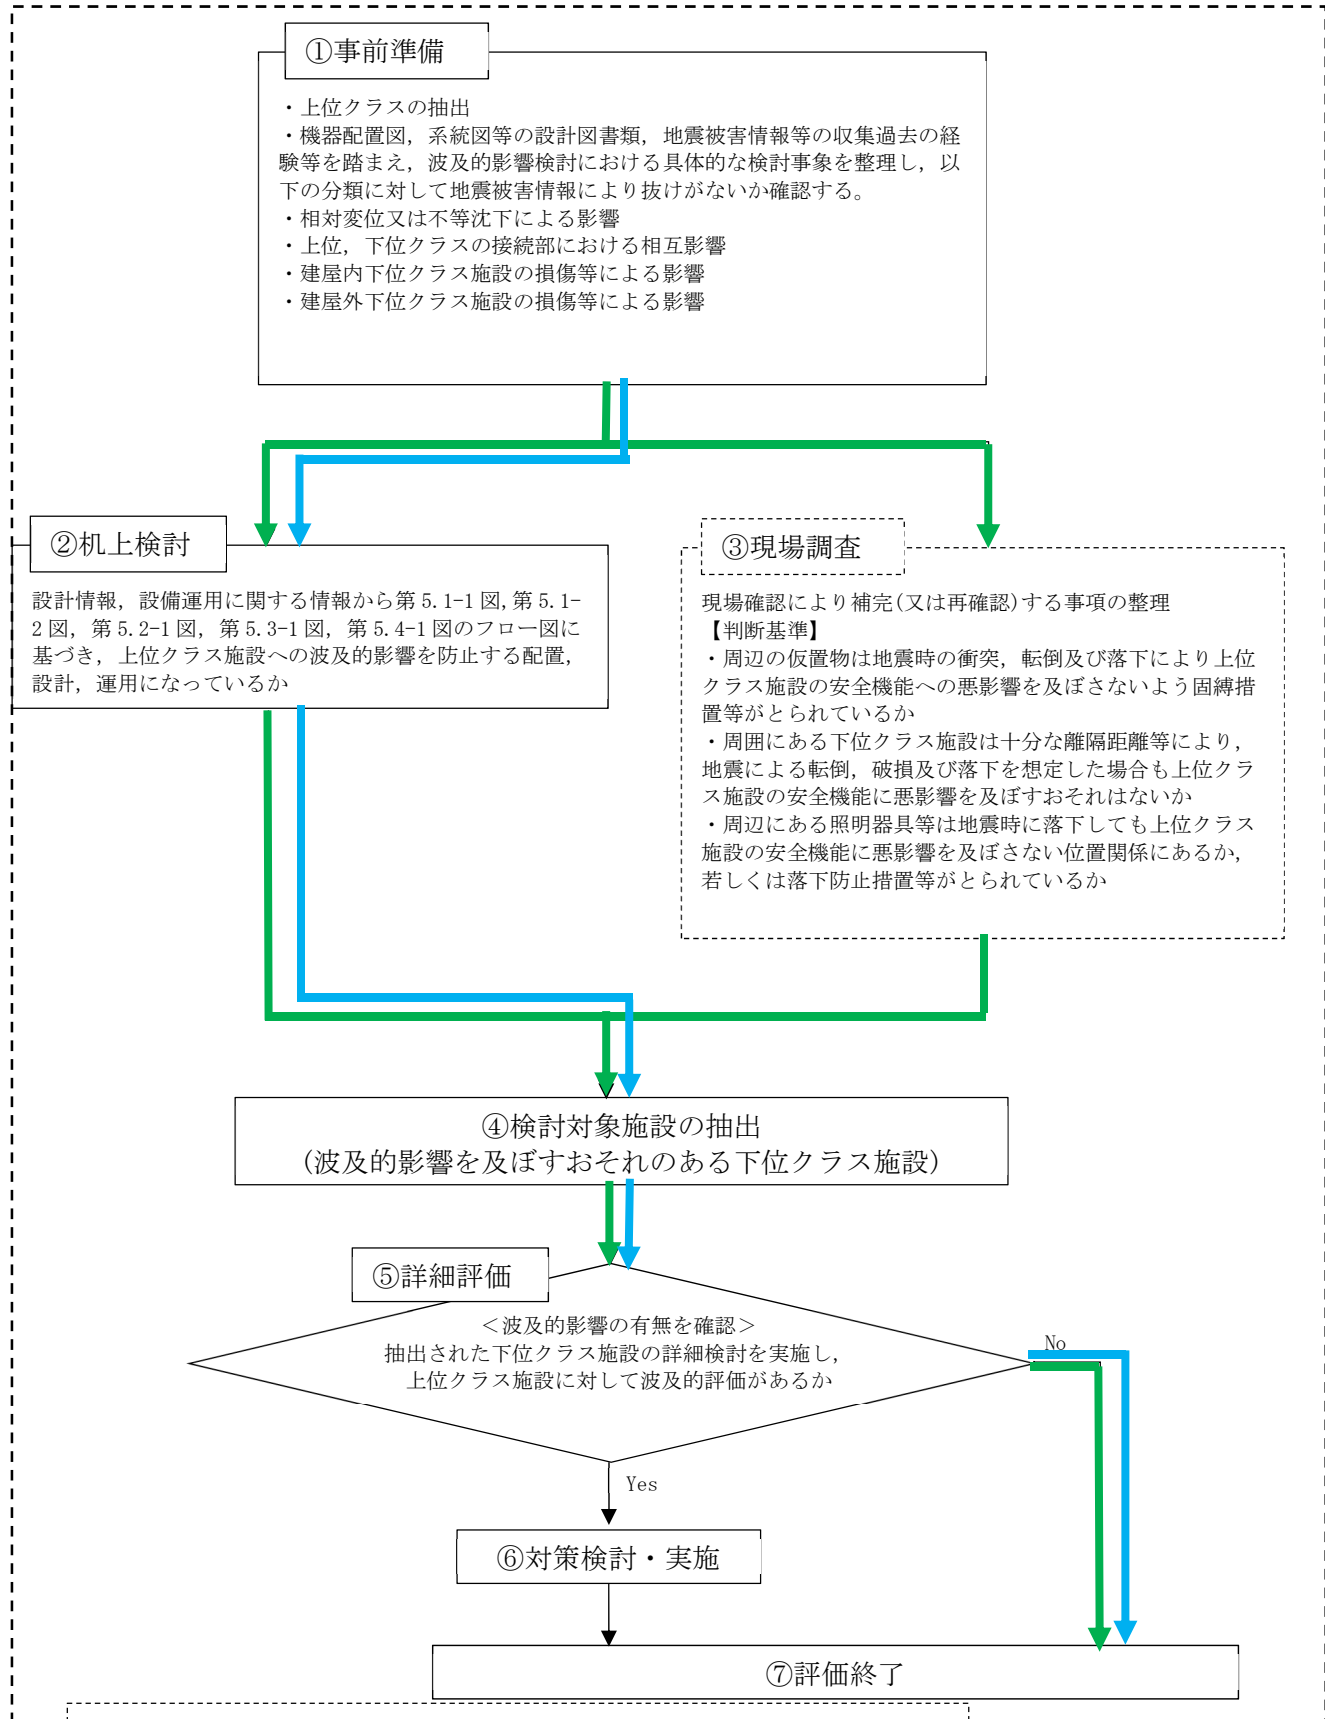 ①事前準備
・上位クラスの抽出
・機器配置図，系統図等の設計図書類，地震被害情報等の収集過去の経
験等を踏まえ，波及的影響検討における具体的な検討事象を整理し，以
下の分類に対して地震被害情報により抜けがないか確認する。
・相対変位又は不等沈下による影響
・上位，下位クラスの接続部における相互影響
・建屋内下位クラス施設の損傷等による影響
・建屋外下位クラス施設の損傷等による影響
②机上検討
設計情報，設備運用に関する情報から第 5.1-1 図,第 5.1-
2 図，第 5.2-1 図，第 5.3-1 図，第 5.4-1 図のフロー図に
基づき，上位クラス施設への波及的影響を防止する配置，
設計，運用になっているか
③現場調査
現場確認により補完(又は再確認)する事項の整理
【判断基準】
・周辺の仮置物は地震時の衝突，転倒及び落下により上位
クラス施設の安全機能への悪影響を及ぼさないよう固縛措
置等がとられているか
・周囲にある下位クラス施設は十分な離隔距離等により，
地震による転倒，破損及び落下を想定した場合も上位クラ
ス施設の安全機能に悪影響を及ぼすおそれはないか
・周辺にある照明器具等は地震時に落下しても上位クラス
施設の安全機能に悪影響を及ぼさない位置関係にあるか，
若しくは落下防止措置等がとられているか
④検討対象施設の抽出
(波及的影響を及ぼすおそれのある下位クラス施設)
⑤詳細評価
＜波及的影響の有無を確認＞
抽出された下位クラス施設の詳細検討を実施し，
上位クラス施設に対して波及的評価があるか
No
Yes
⑥対策検討・実施
⑦評価終了